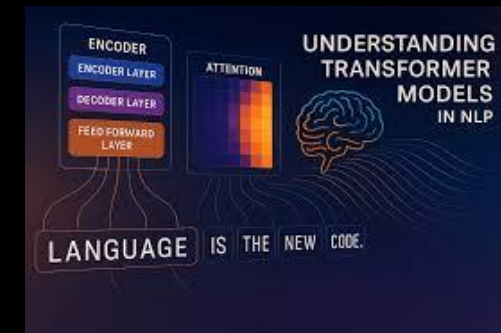 ENCODER
ENCODER LAYER
DECODER LAYER
FEED FORWARD
LAYER
ATTENTION
UNDERSTANDING
TRANSFORMER
MODELS
IN NLP
LANGUAGE IS THE NEW CODE.